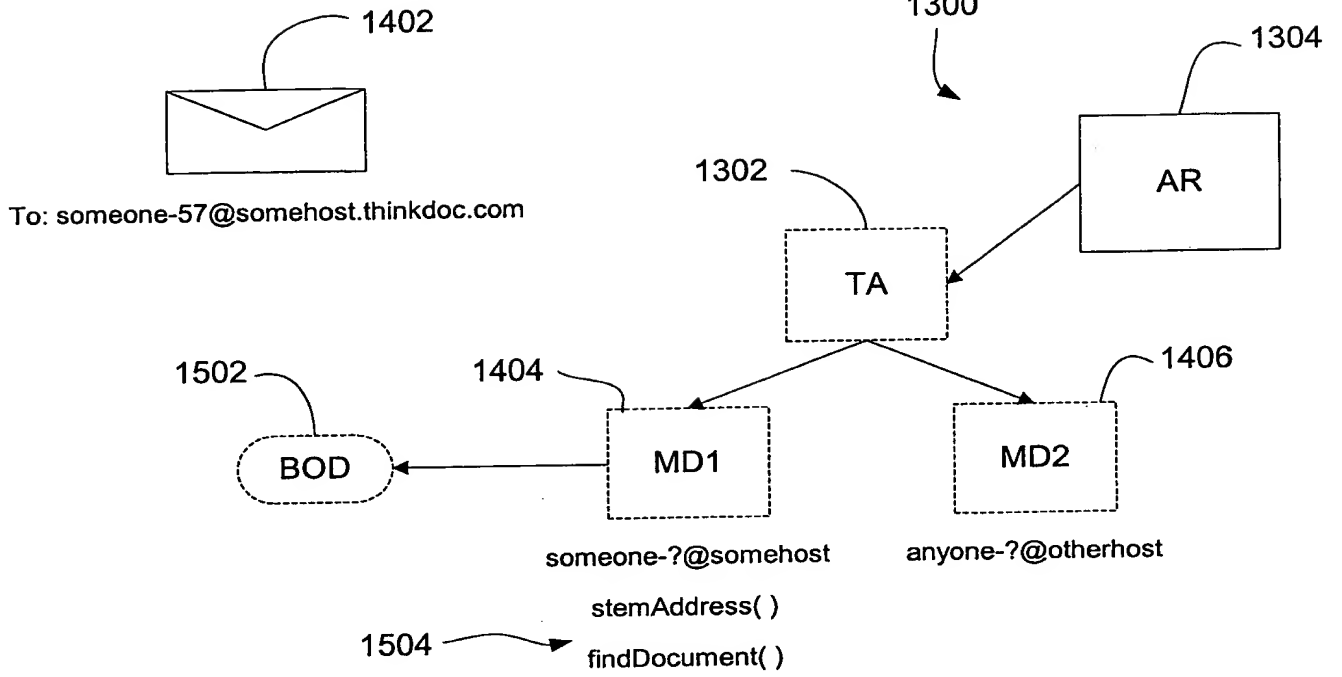 1300
1402
1304
1302
AR
To: someone-57@somehost.thinkdoc.com
TA
1502
1404
1406
BOD
MD1
MD2
someone-?@somehost
anyone-?@otherhost
stemAddress( )
1504
findDocument( )